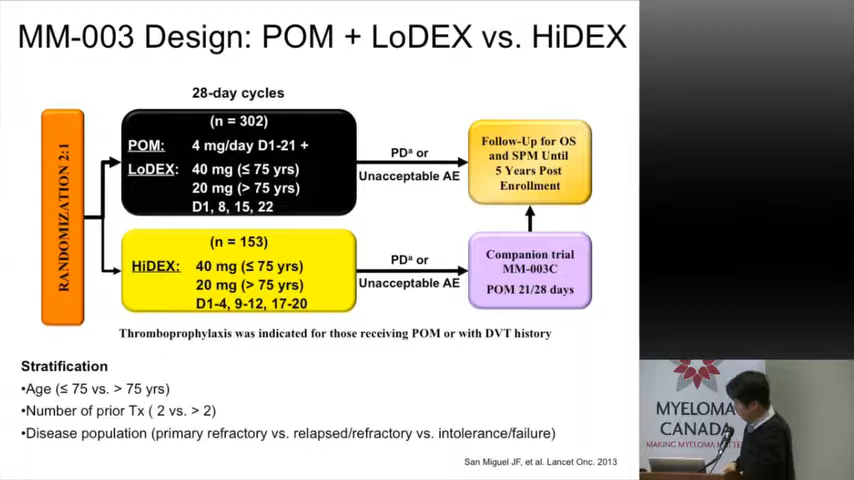 MM-003 Design: POM + LoDEX vs. HiDEX
28-day cycles
RANDOMIZATION 2:1
(n = 302)
POM: 4 mg/day D1-21 +
LoDEX: 40 mg (≤ 75 yrs)
20 mg (> 75 yrs)
D1, 8, 15, 22
PDᵃ or
Unacceptable AE
Follow-Up for OS
and SPM Until
5 Years Post
Enrollment
(n = 153)
HiDEX: 40 mg (≤ 75 yrs)
20 mg (> 75 yrs)
D1-4, 9-12, 17-20
PDᵃ or
Unacceptable AE
Companion trial
MM-003C
POM 21/28 days
Thromboprophylaxis was indicated for those receiving POM or with DVT history
Stratification
•Age (≤ 75 vs. > 75 yrs)
•Number of prior Tx ( 2 vs. > 2)
•Disease population (primary refractory vs. relapsed/refractory vs. intolerance/failure)
San Miguel JF, et al. Lancet Onc. 2013
MYELOMA
CANADA
MAKING MYELOMA